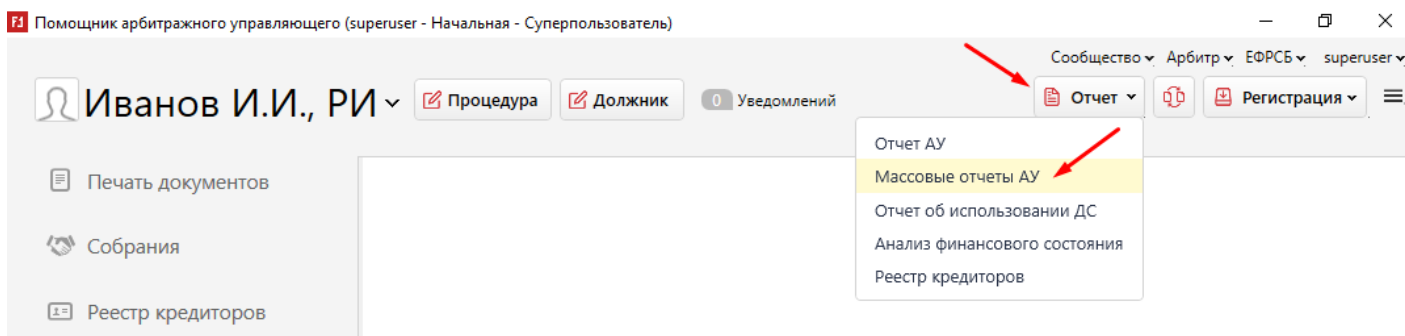 Помощник арбитражного управляющего (superuser - Начальная - Суперпользователь)
Сообщество Арбитр ЕФРСБ superuser
Иванов И.И., РИ Процедура Должник 0 Уведомлений Отчет Регистрация
Отчет АУ
Массовые отчеты АУ
Отчет об использовании ДС
Анализ финансового состояния
Реестр кредиторов
Печать документов
Собрания
Реестр кредиторов